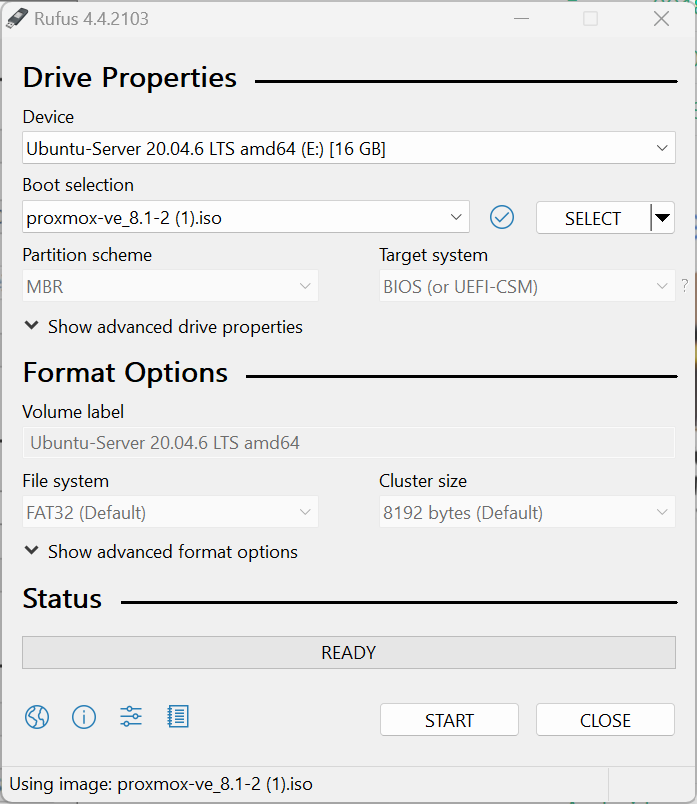 Rufus 4.4.2103
Drive Properties
Device
Ubuntu-Server 20.04.6 LTS amd64 (E:) [16 GB]
Boot selection
proxmox-ve_8.1-2 (1).iso
SELECT
Partition scheme
Target system
MBR
BIOS (or UEFI-CSM)
?
Show advanced drive properties
Format Options
Volume label
Ubuntu-Server 20.04.6 LTS amd64
File system
Cluster size
FAT32 (Default)
8192 bytes (Default)
Show advanced format options
Status
READY
START
CLOSE
Using image: proxmox-ve_8.1-2 (1).iso